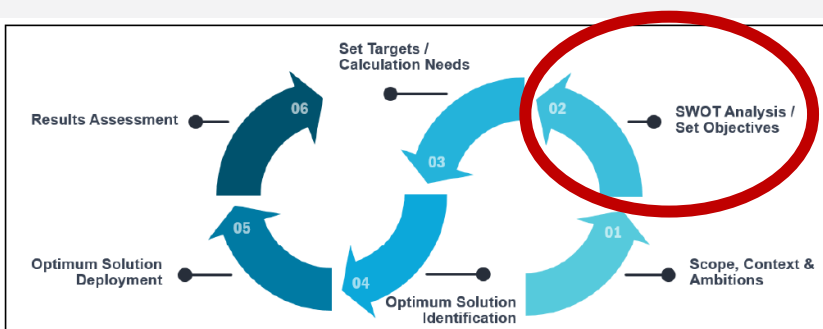 Set Targets /
Calculation Needs
06
Results Assessment
02
SWOT Analysis /
Set Objectives
03
05
01
Optimum Solution
Deployment
04
Optimum Solution
Identification
Scope, Context &
Ambitions